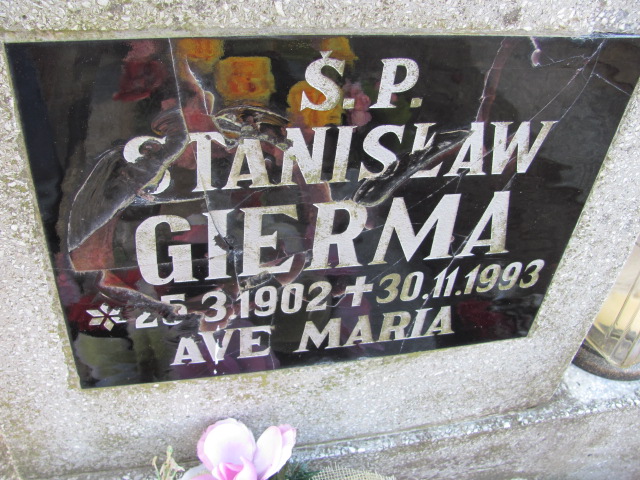 Ś.P.
STANISŁAW
GIERMA
25.3.1902 + 30.11.1993
AVE MARIA